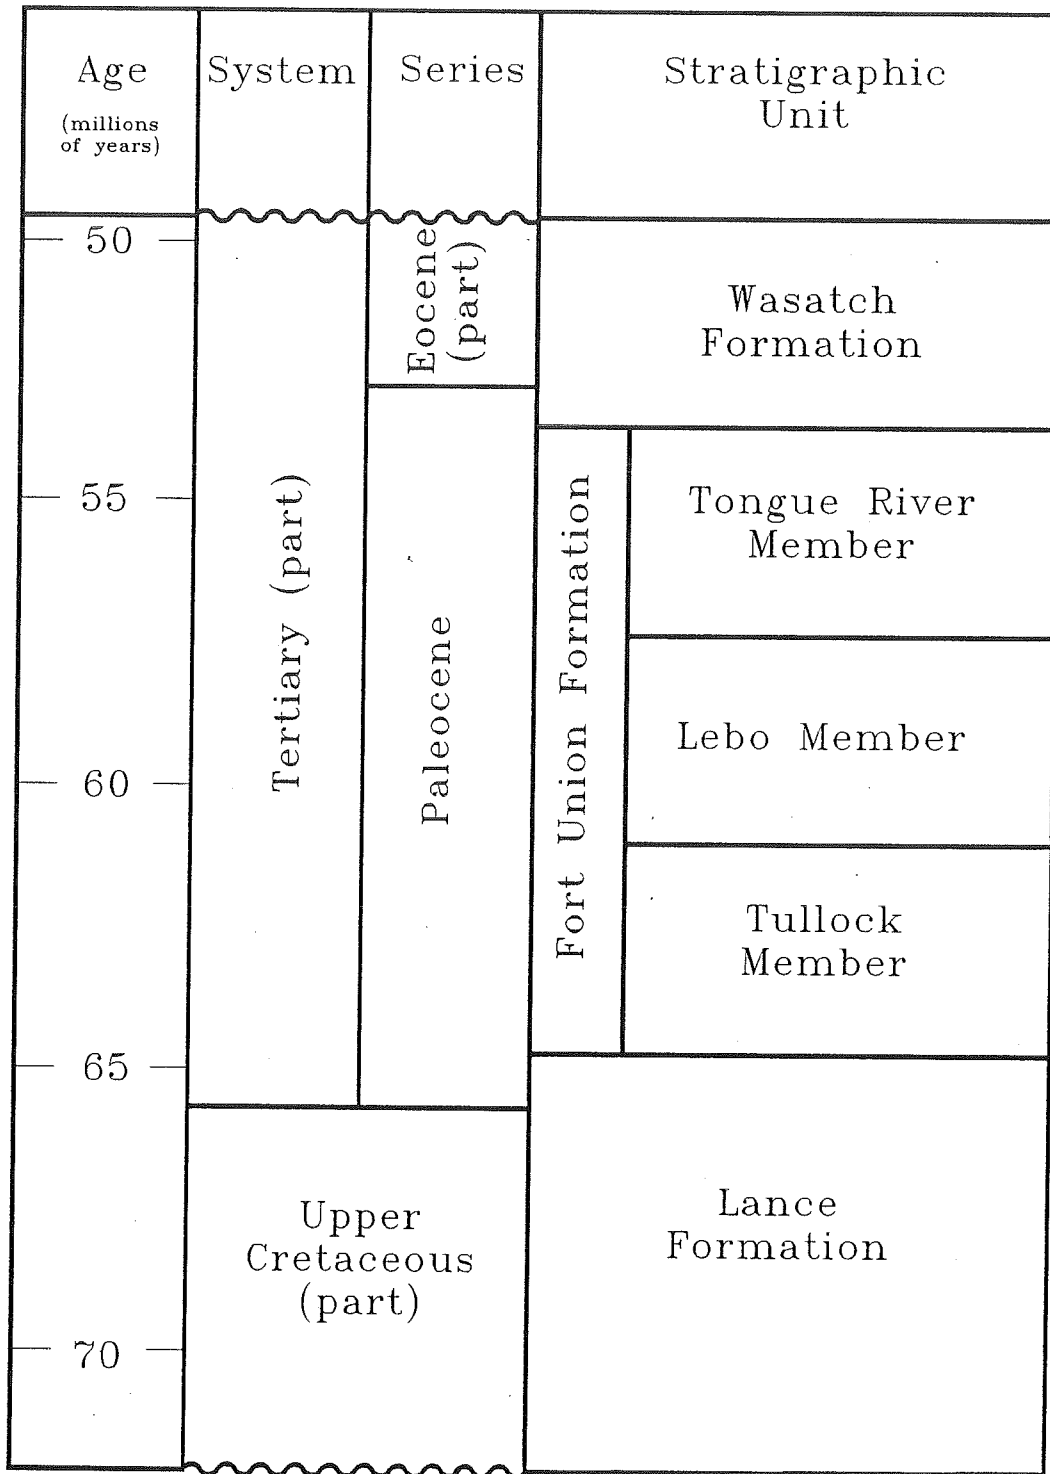 Age
(millions
of years)
System
Series
Stratigraphic
Unit
50
55
60
65
70
Tertiary (part)
Upper
Cretaceous
(part)
Eocene
(part)
Paleocene
Wasatch
Formation
Fort Union Formation
Tongue River
Member
Lebo Member
Tullock
Member
Lance
Formation